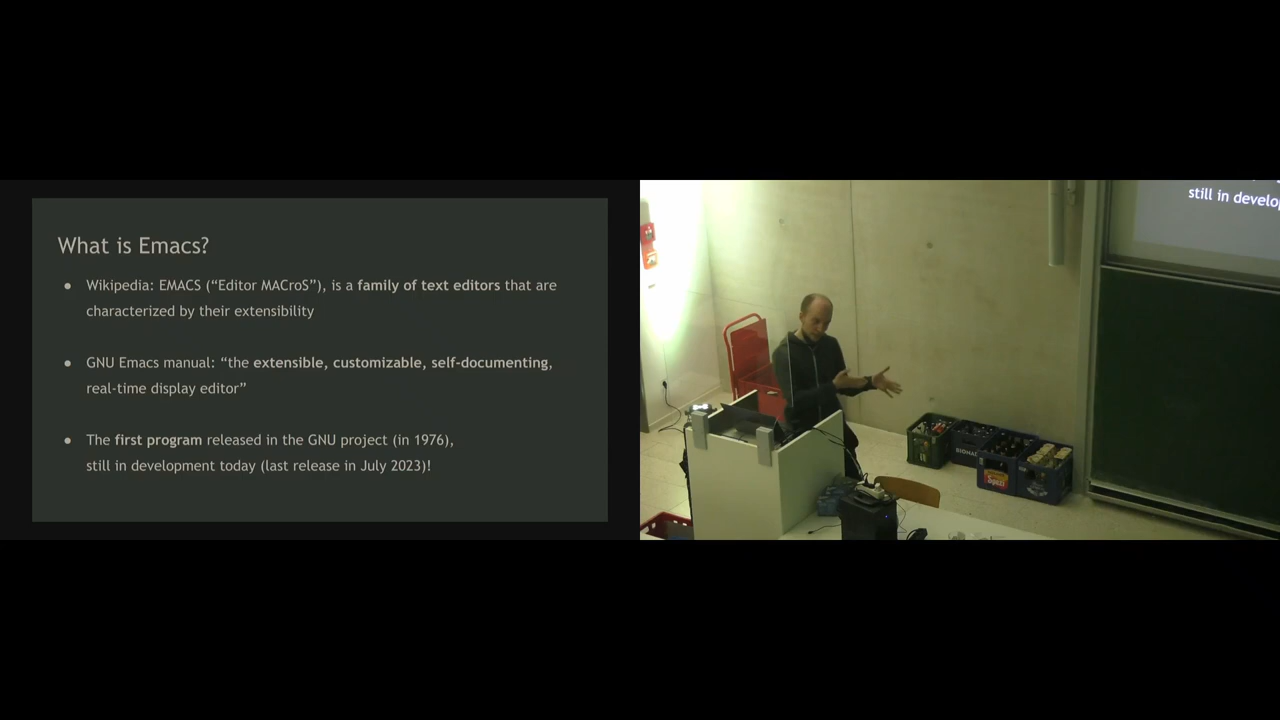 What is Emacs?
● Wikipedia: EMACS (“Editor MACroS”), is a family of text editors that are
characterized by their extensibility
● GNU Emacs manual: “the extensible, customizable, self-documenting,
real-time display editor”
● The first program released in the GNU project (in 1976),
still in development today (last release in July 2023)!
still in develop
BIONAD
SPEZI